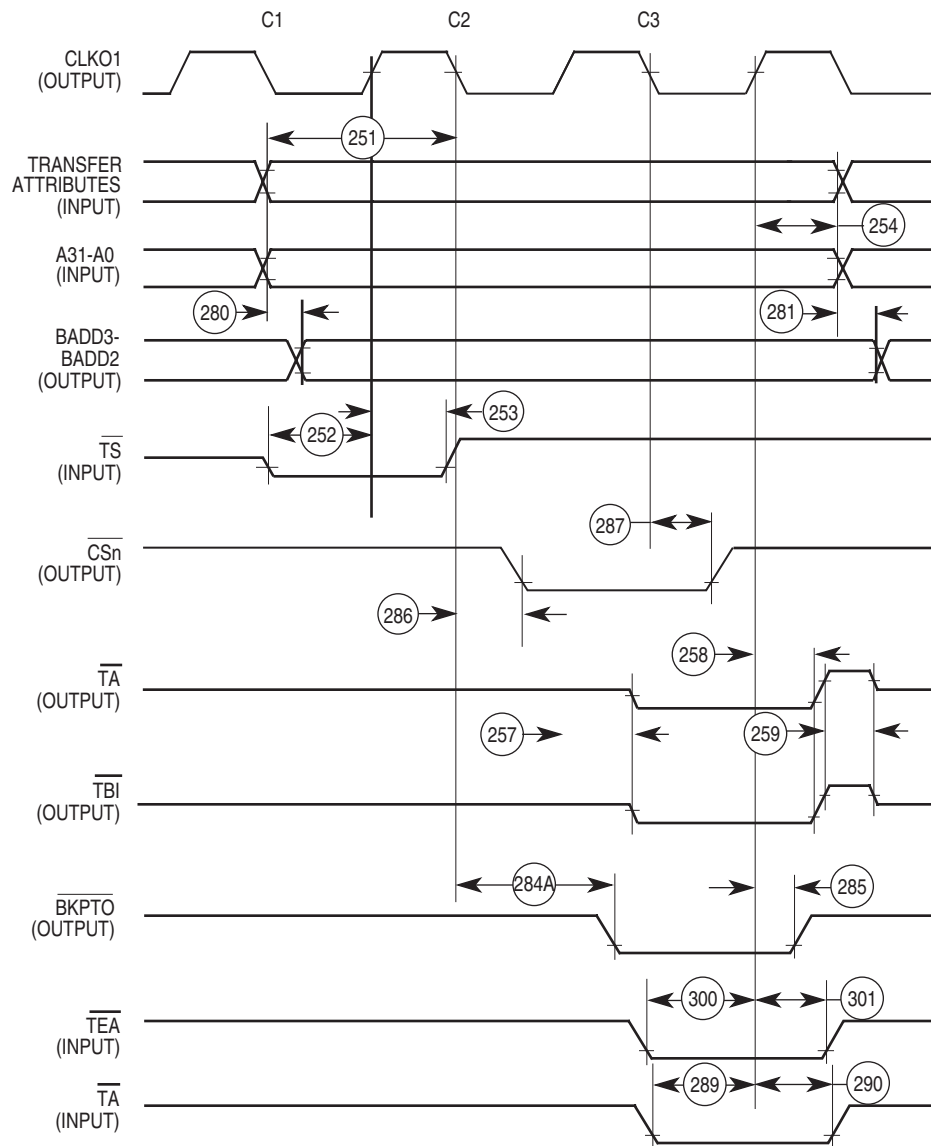 C1 C2 C3
CLKO1
(OUTPUT)
251
TRANSFER
ATTRIBUTES
(INPUT)
254
A31-A0
(INPUT)
280 281
BADD3-
BADD2
(OUTPUT)
253
252
TS
(INPUT)
287
CSn
(OUTPUT)
286
258
TA
(OUTPUT)
257 259
TBI
(OUTPUT)
284A 285
BKPTO
(OUTPUT)
300 301
TEA
(INPUT)
289 290
TA
(INPUT)